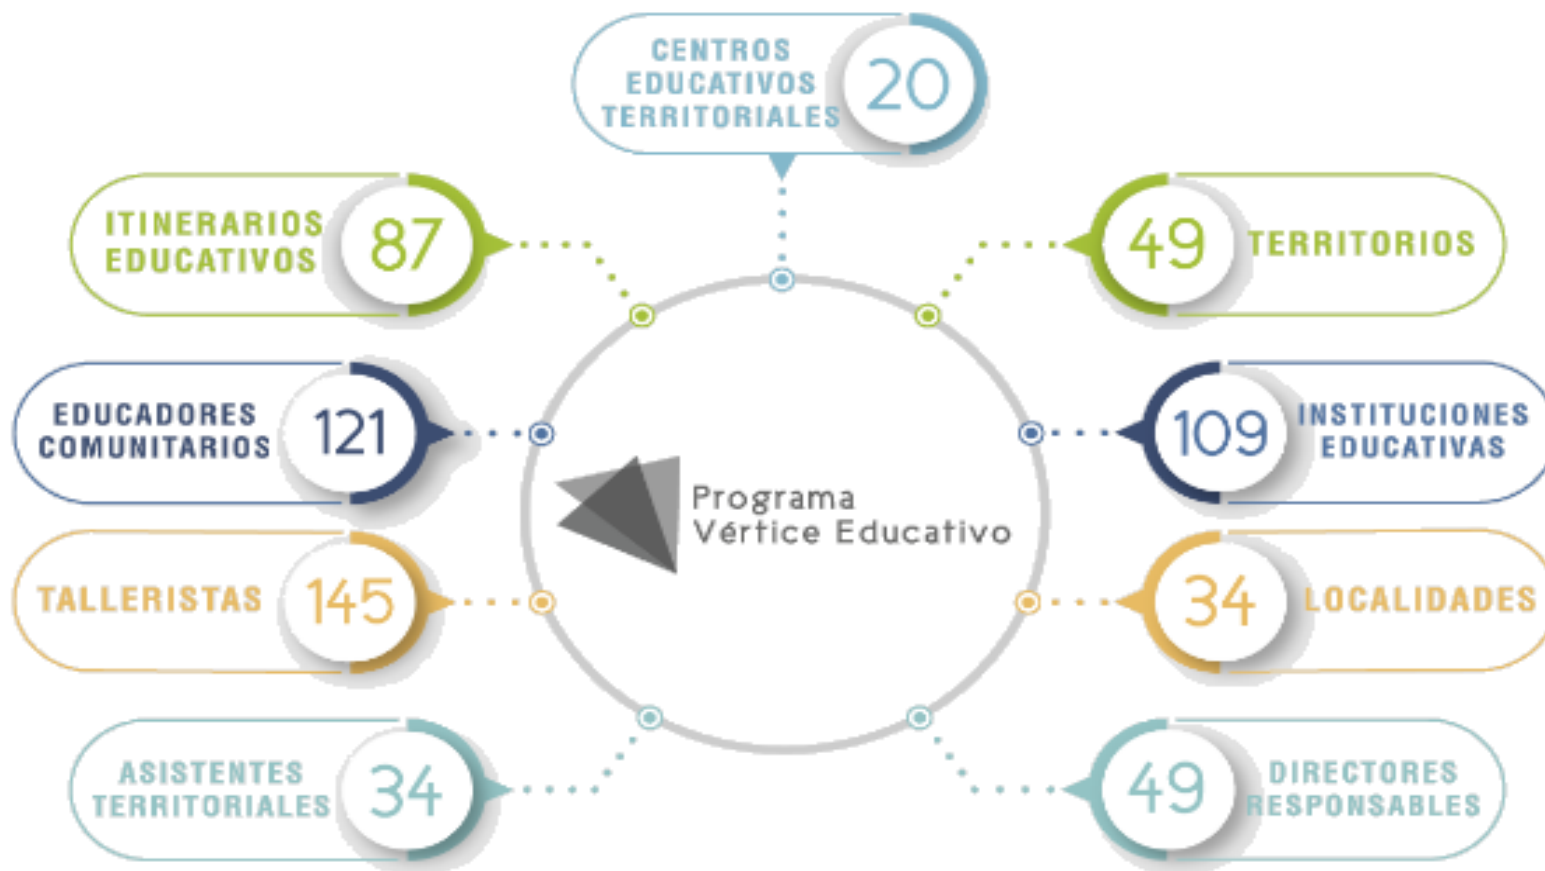 CENTROS
EDUCATIVOS
TERRITORIALES
20
ITINERARIOS
EDUCATIVOS
87
49
TERRITORIOS
EDUCADORES
COMUNITARIOS
121
109
INSTITUCIONES
EDUCATIVAS
Programa
Vértice Educativo
TALLERISTAS
145
34
LOCALIDADES
ASISTENTES
TERRITORIALES
34
49
DIRECTORES
RESPONSABLES